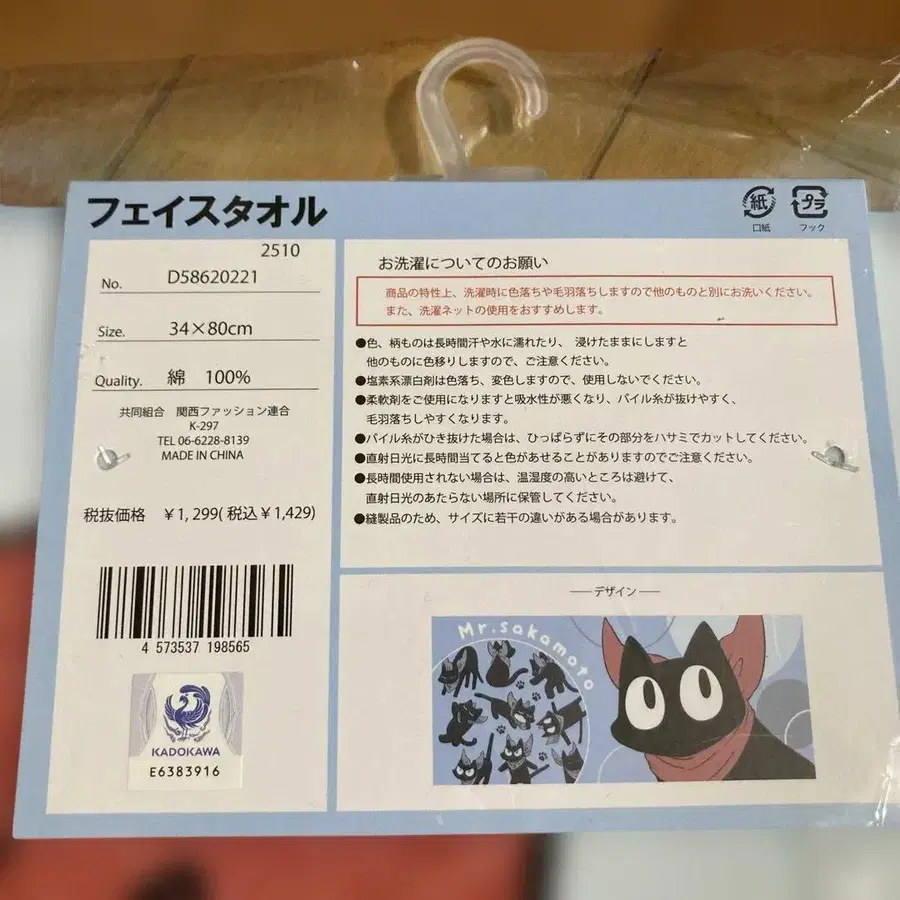 フェイスタオル
紙
口紙
プラ
フック
2510
No. D58620221
Size. 34×80cm
Quality. 綿 100%
共同組合 関西ファッション連合
K-297
TEL 06-6228-8139
MADE IN CHINA
税抜価格 ￥1,299(税込￥1,429)
4 573537 198565
KADOKAWA
E6383916
お洗濯についてのお願い
商品の特性上、洗濯時に色落ちや毛羽落ちしますので他のものと別にお洗いください。
また、洗濯ネットの使用をおすすめします。
●色、柄ものは長時間汗や水に濡れたり、 浸けたままにしますと
他のものに色移りしますので、ご注意ください。
●塩素系漂白剤は色落ち、変色しますので、使用しないでください。
●柔軟剤をご使用になりますと吸水性が悪くなり、パイル糸が抜けやすく、
毛羽落ちしやすくなります。
●パイル糸がひき抜けた場合は、ひっぱらずにその部分をハサミでカットしてください。
●直射日光に長時間当てると色があせることがありますのでご注意ください。
●長時間使用されない場合は、温湿度の高いところは避けて、
直射日光のあたらない場所に保管してください。
●縫製品のため、サイズに若干の違いがある場合があります。
デザイン
Mr.sakamoto